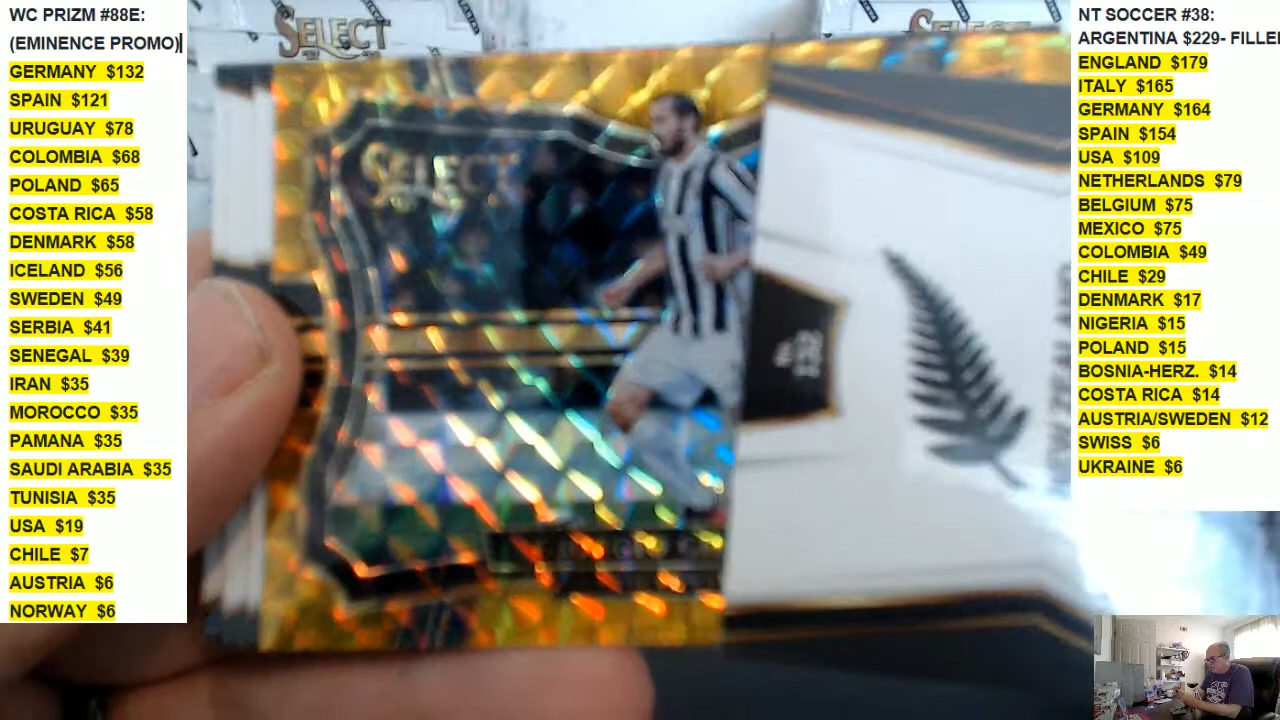 WC PRIZM #88E:
(EMINENCE PROMO)
GERMANY $132
SPAIN $121
URUGUAY $78
COLOMBIA $68
POLAND $65
COSTA RICA $58
DENMARK $58
ICELAND $56
SWEDEN $49
SERBIA $41
SENEGAL $39
IRAN $35
MOROCCO $35
PAMANA $35
SAUDI ARABIA $35
TUNISIA $35
USA $19
CHILE $7
AUSTRIA $6
NORWAY $6
SELECT
SELECT
NT SOCCER #38:
ARGENTINA $229- FILLE
ENGLAND $179
ITALY $165
GERMANY $164
SPAIN $154
USA $109
NETHERLANDS $79
BELGIUM $75
MEXICO $75
COLOMBIA $49
CHILE $29
DENMARK $17
NIGERIA $15
POLAND $15
BOSNIA-HERZ. $14
COSTA RICA $14
AUSTRIA/SWEDEN $12
SWISS $6
UKRAINE $6